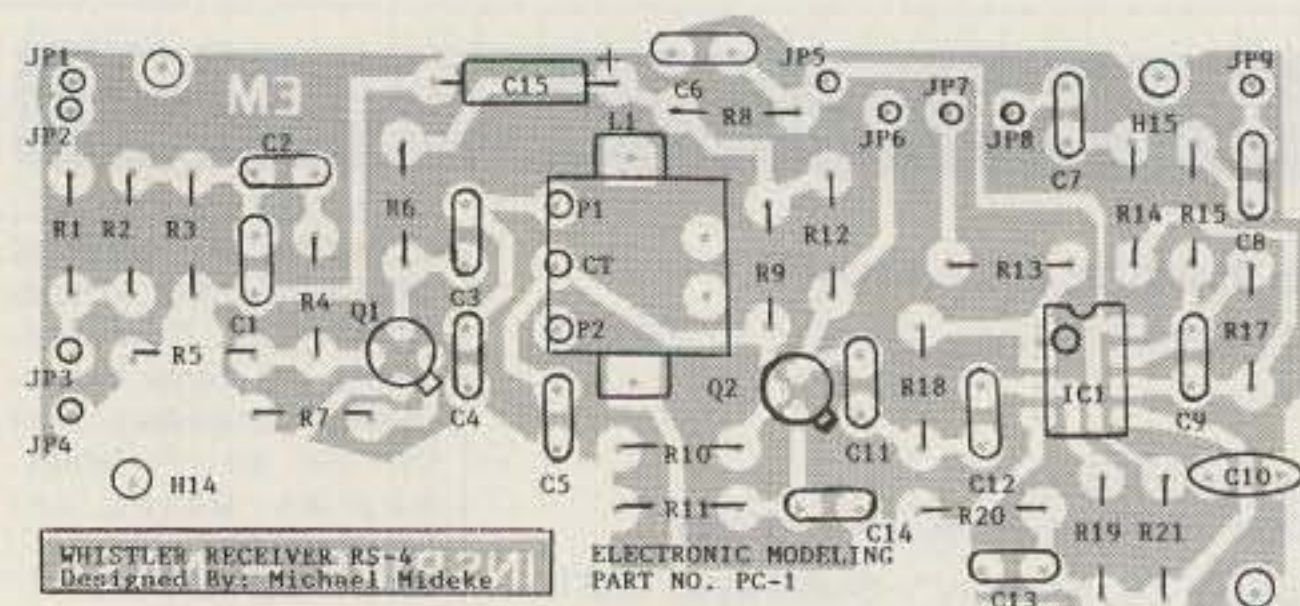 JP1
JP2
M3
C15
+
C6
JP5
R8
JP6
JP7
JP8
JP9
H15
C7
C8
L1
C2
R1
R2
R3
R6
P1
CT
P2
R12
R9
R13
R14
R15
R4
Q1
C1
C3
R5
R7
C4
JP3
JP4
H14
C5
Q2
R18
C11
IC1
C9
R17
R10
R11
C12
C10
C14
R20
R19
R21
C13
WHISTLER RECEIVER RS-4
Designed By: Michael Mideke
ELECTRONIC MODELING
PART NO. PC-1